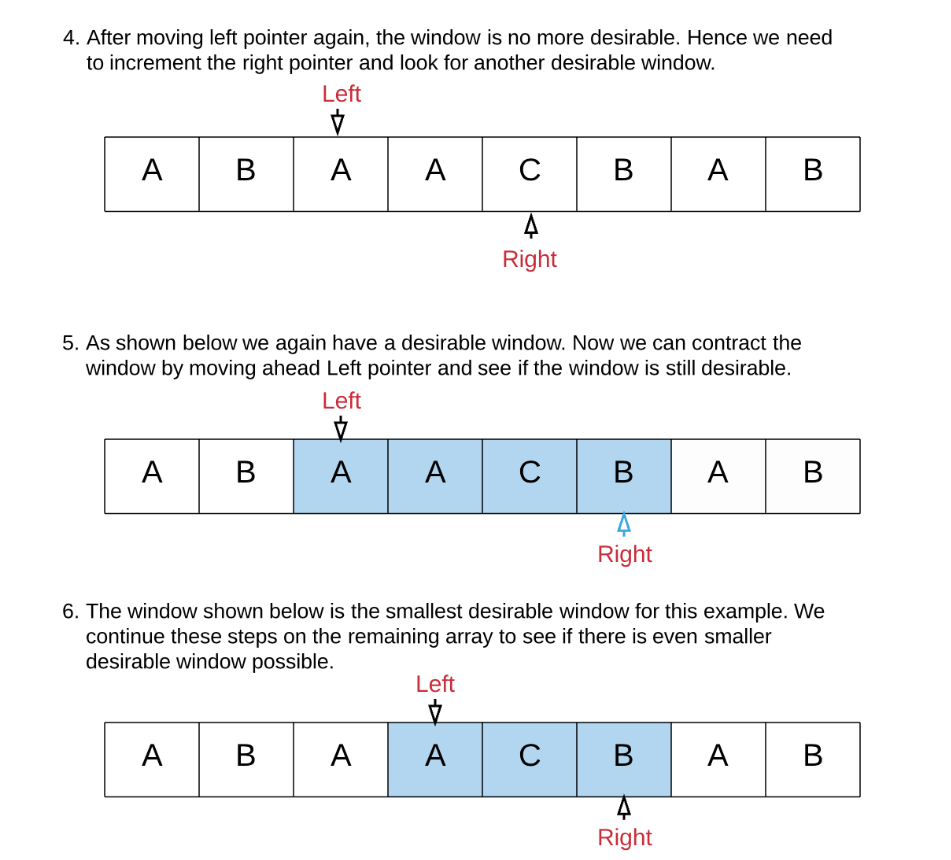 4. After moving left pointer again, the window is no more desirable. Hence we need
to increment the right pointer and look for another desirable window.
Left
A B A A C B A B
Right
5. As shown below we again have a desirable window. Now we can contract the
window by moving ahead Left pointer and see if the window is still desirable.
Left
A B A A C B A B
Right
6. The window shown below is the smallest desirable window for this example. We
continue these steps on the remaining array to see if there is even smaller
desirable window possible.
Left
A B A A C B A B
Right